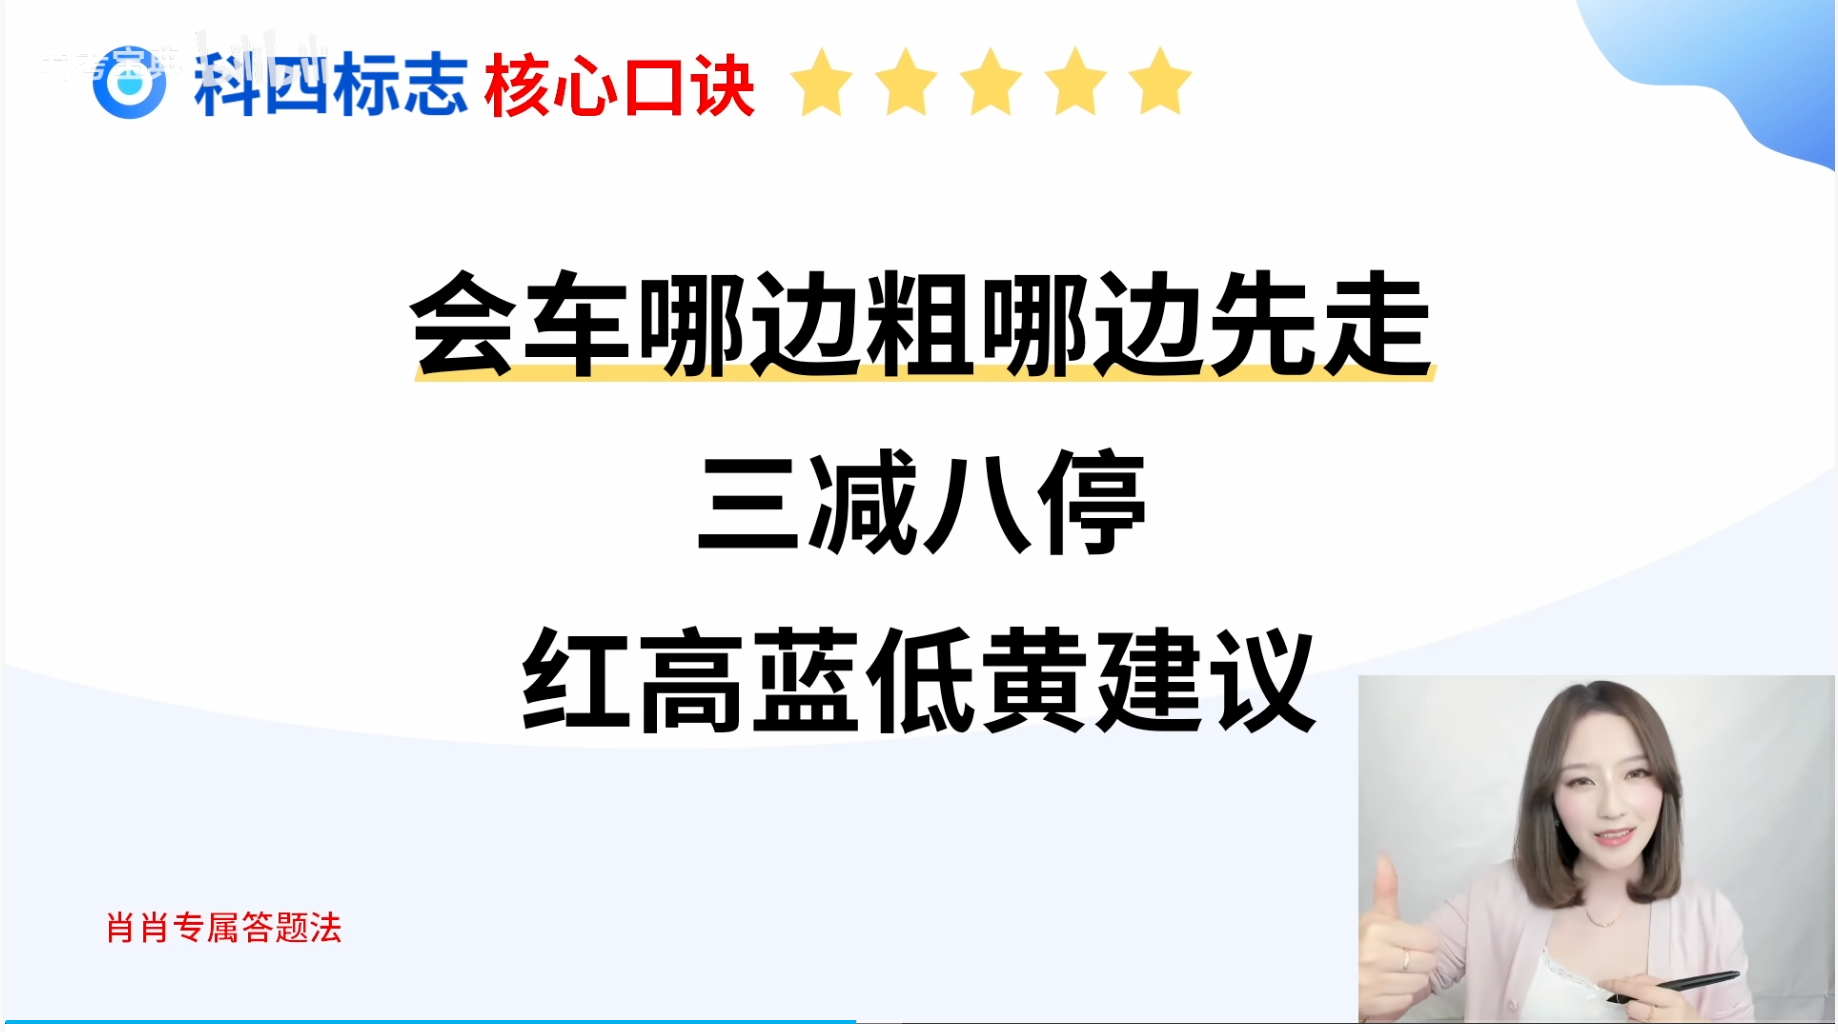 科四标志 核心口诀
会车哪边粗哪边先走
三减八停
红高蓝低黄建议
肖肖专属答题法